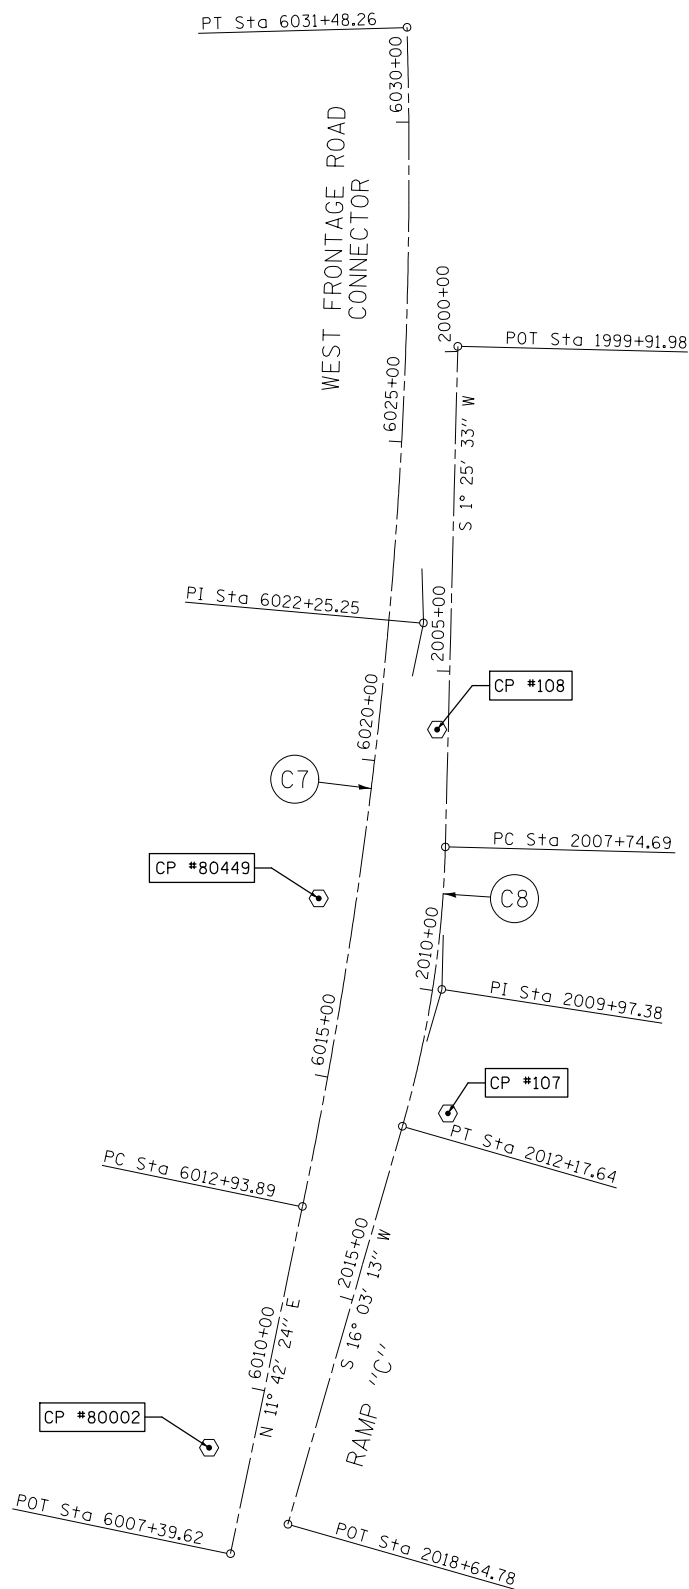 PT Sta 6031+48.26
6030+00
WEST FRONTAGE ROAD
CONNECTOR
2000+00
POT Sta 1999+91.98
6025+00
S 1° 25' 33" W
PI Sta 6022+25.25
2005+00
CP #108
6020+00
C7
PC Sta 2007+74.69
CP #80449
C8
2010+00
PI Sta 2009+97.38
6015+00
CP #107
PT Sta 2012+17.64
PC Sta 6012+93.89
2015+00
S 16° 03' 13" W
6010+00
N 11° 42' 24" E
RAMP "C"
CP #80002
POT Sta 6007+39.62
POT Sta 2018+64.78